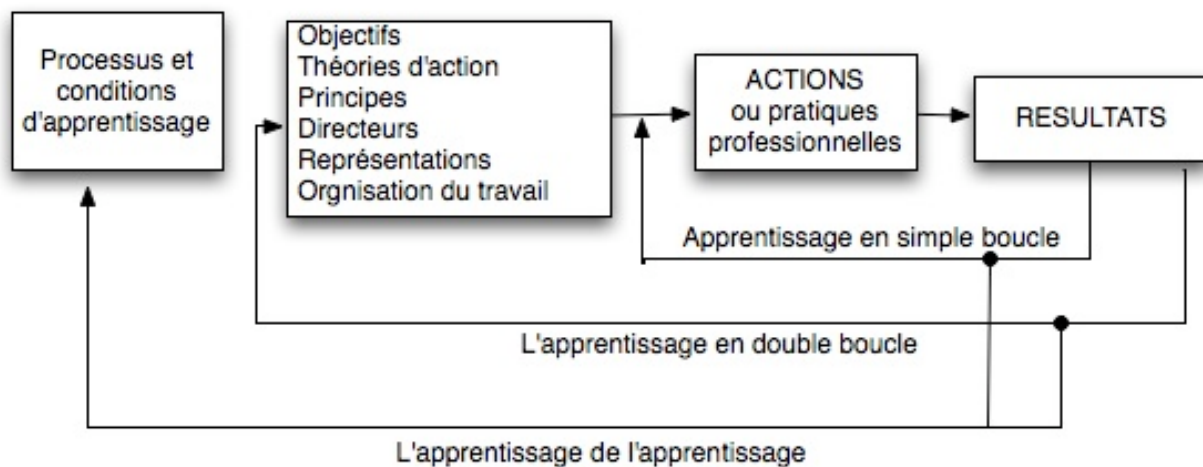 Processus et
conditions
d'apprentissage
Objectifs
Théories d'action
Principes
Directeurs
Représentations
Orgnisation du travail
ACTIONS
ou pratiques
professionnelles
RESULTATS
Apprentissage en simple boucle
L'apprentissage en double boucle
L'apprentissage de l'apprentissage